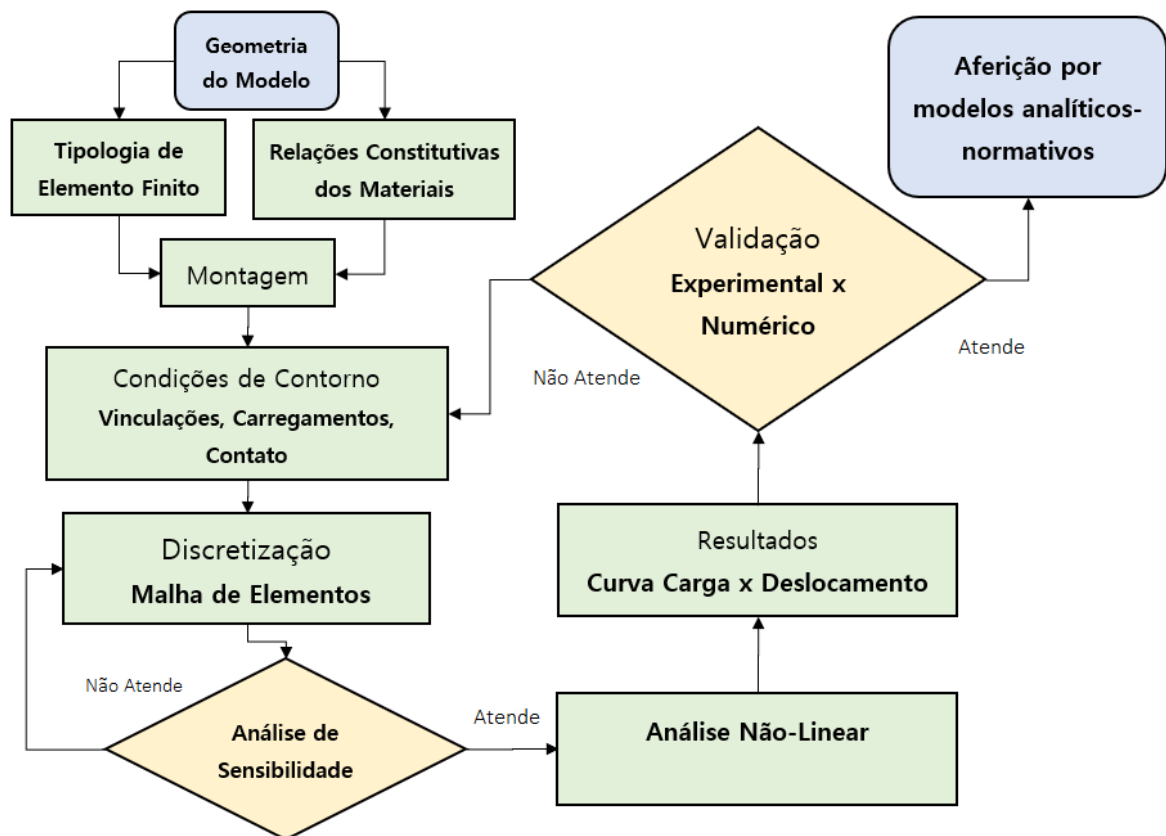 Geometria
do Modelo
Tipologia de
Elemento Finito
Relações Constitutivas
dos Materiais
Montagem
Condições de Contorno
Vinculações, Carregamentos,
Contato
Discretização
Malha de Elementos
Não Atende
Análise de
Sensibilidade
Atende
Análise Não-Linear
Resultados
Curva Carga x Deslocamento
Validação
Experimental x
Numérico
Não Atende
Atende
Aferição por
modelos analíticos-
normativos